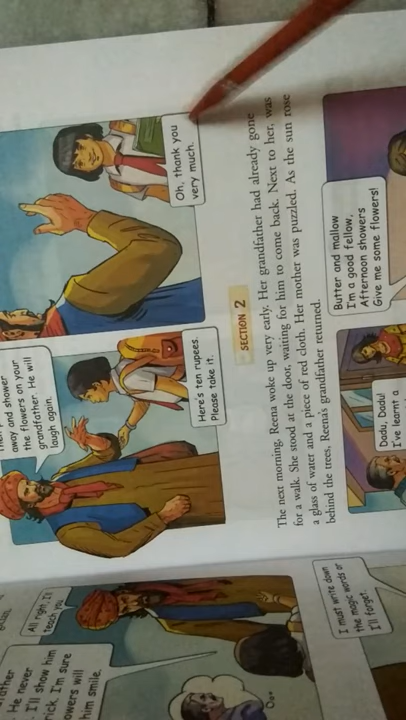 away and shower
the flowers on your
grandfather. He will
laugh again.
Here's ten rupees.
Please take it.
Oh, thank you
very much.
SECTION 2
The next morning, Reena woke up very early. Her grandfather had already gone
for a walk. She stood at the door, waiting for him to come back. Next to her, was
a glass of water and a piece of red cloth. Her mother was puzzled. As the sun rose
behind the trees, Reena's grandfather returned.
Dadu, Dadu!
I've learnt a
Butter and mallow
I'm a good fellow,
Afternoon showers
Give me some flowers!
He never
I'll show him
I'm sure
will
him smile.
All right, I'll
teach you
I must write down
the magic words or
I'll forget.